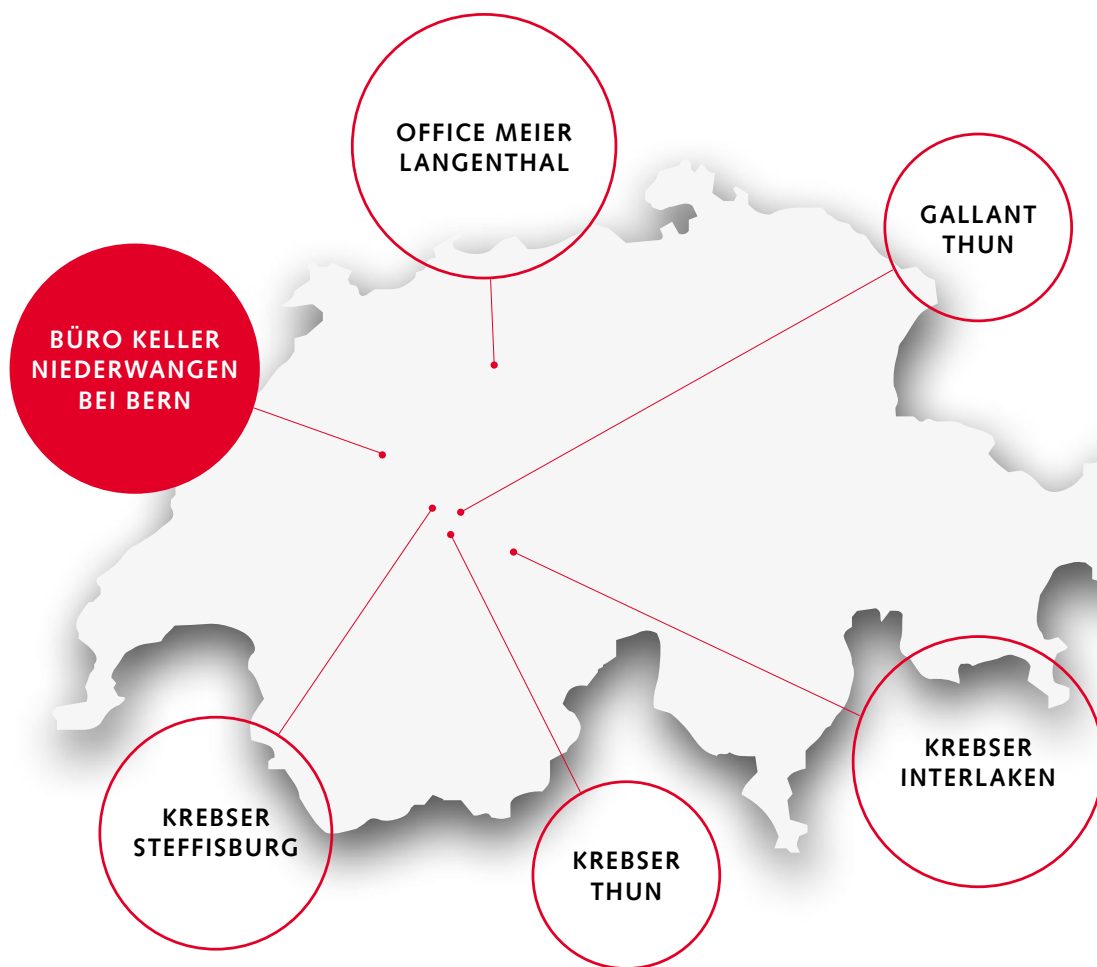 OFFICE MEIER
LANGENTHAL
GALLANT
THUN
BÜRO KELLER
NIEDERWANGEN
BEI BERN
KREBSER
INTERLAKEN
KREBSER
STEFFISBURG
KREBSER
THUN